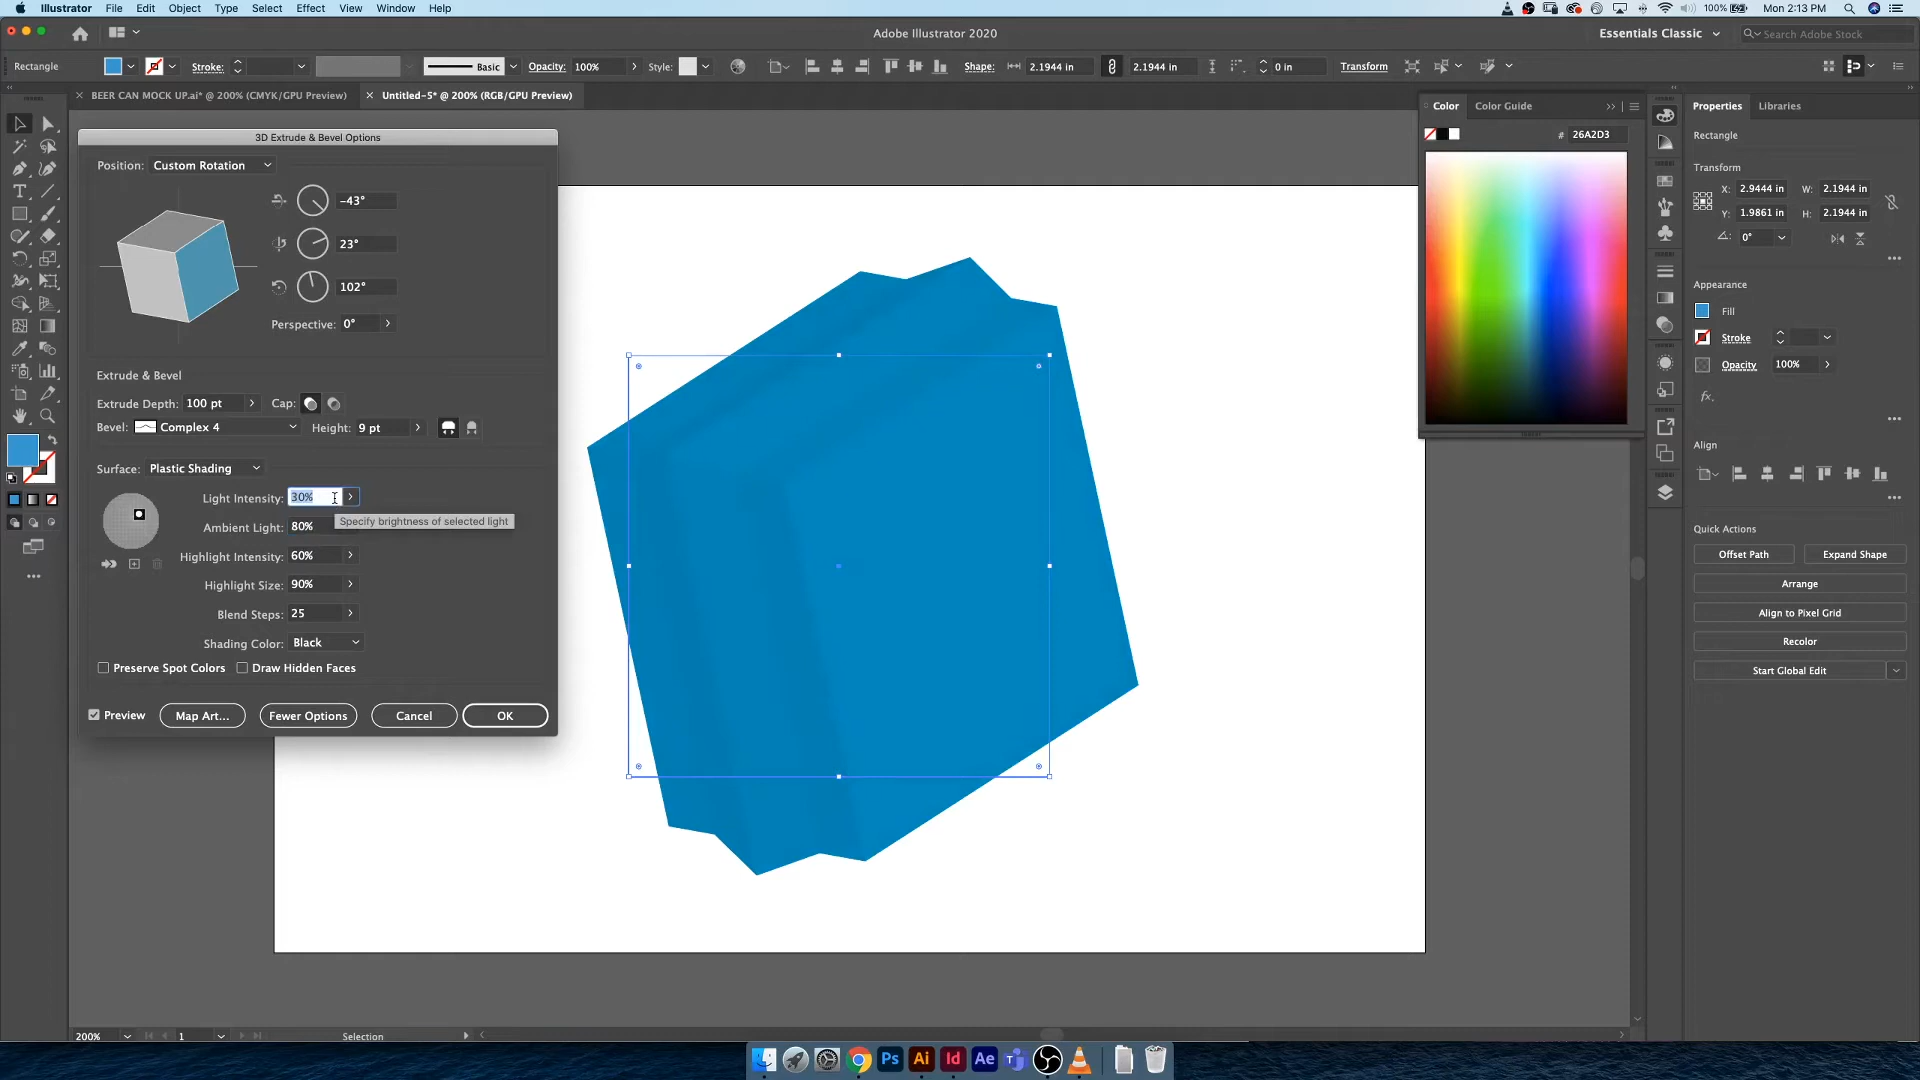 Illustrator File Edit Object Type Select Effect View Window Help
100% Mon 2:13 PM
Adobe Illustrator 2020
Essentials Classic
Search Adobe Stock
Rectangle Stroke: Basic Opacity: 100% Style: Shape: 2.1944 in 2.1944 in 0 in Transform
BEER CAN MOCK UP.ai* @ 200% (CMYK/GPU Preview)
Untitled-5* @ 200% (RGB/GPU Preview)
3D Extrude & Bevel Options
Position: Custom Rotation
–43°
23°
102°
Perspective: 0°
Extrude & Bevel
Extrude Depth: 100 pt Cap:
Bevel: Complex 4 Height: 9 pt
Surface: Plastic Shading
Light Intensity: 30%
Specify brightness of selected light
Ambient Light: 80%
Highlight Intensity: 60%
Highlight Size: 90%
Blend Steps: 25
Shading Color: Black
Preserve Spot Colors Draw Hidden Faces
Preview Map Art... Fewer Options Cancel OK
Color Color Guide
# 26A2D3
Properties Libraries
Rectangle
Transform
X: 2.9444 in W: 2.1944 in
Y: 1.9861 in H: 2.1944 in
0°
Appearance
Fill
Stroke
Opacity 100%
fx.
Align
Quick Actions
Offset Path Expand Shape
Arrange
Align to Pixel Grid
Recolor
Start Global Edit
200% 1 Selection
Ps Ai Id Ae